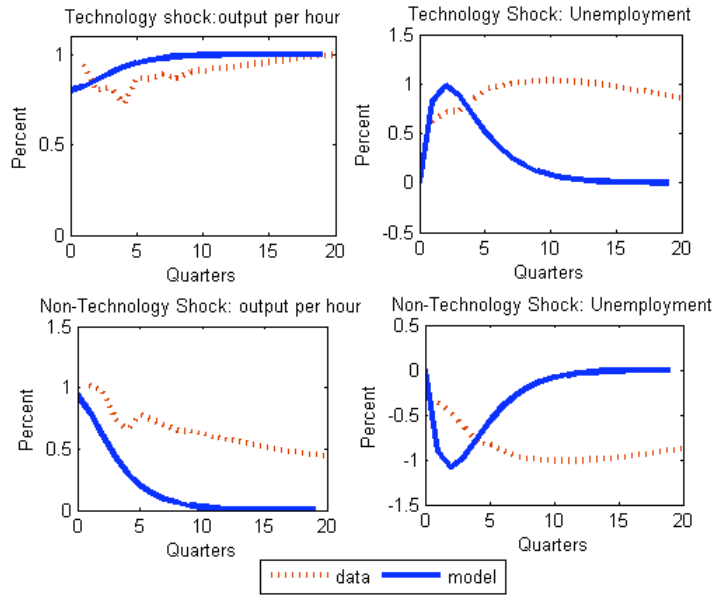 Technology shock:output per hour
1
0.5
0
Percent
0 5 10 15 20
Quarters
Technology Shock: Unemployment
1.5
1
0.5
0
-0.5
Percent
0 5 10 15 20
Quarters
Non-Technology Shock: output per hour
1.5
1
0.5
0
Percent
0 5 10 15 20
Quarters
Non-Technology Shock: Unemployment
0.5
0
-0.5
-1
-1.5
Percent
0 5 10 15 20
Quarters
data model